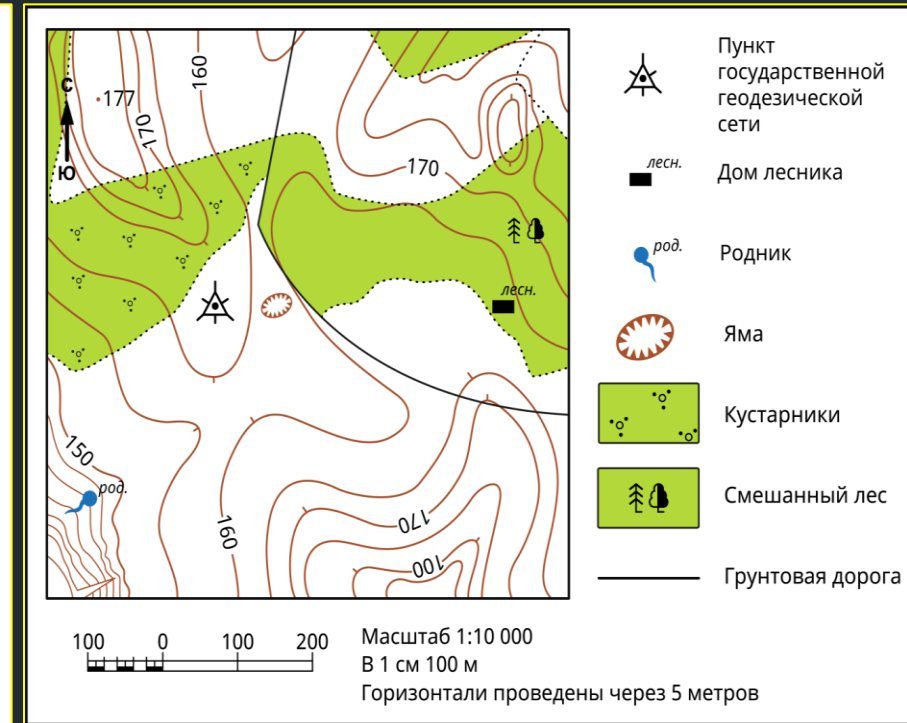 160
С
177
170
Ю
170
лесн.
150
род.
160
170
100
Пункт
государственной
геодезической
сети
лесн.
Дом лесника
род.
Родник
Яма
Кустарники
Смешанный лес
Грунтовая дорога
100 0 100 200
Масштаб 1:10 000
В 1 см 100 м
Горизонтали проведены через 5 метров